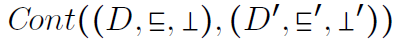 Cont((D, ⊑, ⊥), (D′, ⊑′, ⊥′))